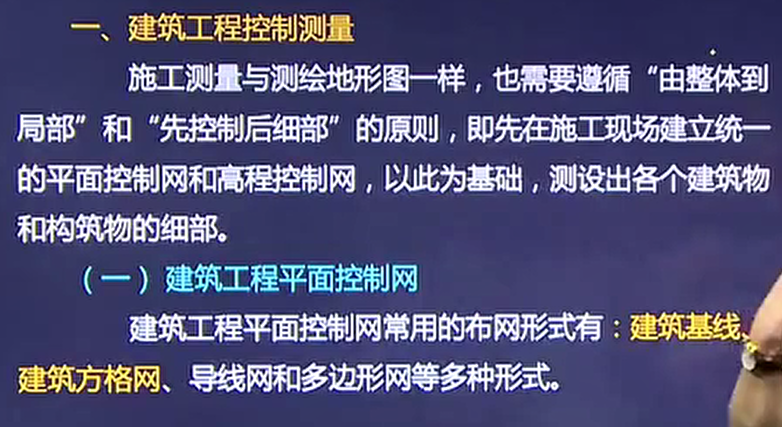 一、建筑工程控制测量
施工测量与测绘地形图一样，也需要遵循“由整体到
局部”和“先控制后细部”的原则，即先在施工现场建立统一
的平面控制网和高程控制网，以此为基础，测设出各个建筑物
和构筑物的细部。
（一）建筑工程平面控制网
建筑工程平面控制网常用的布网形式有：建筑基线、
建筑方格网、导线网和多边形网等多种形式。